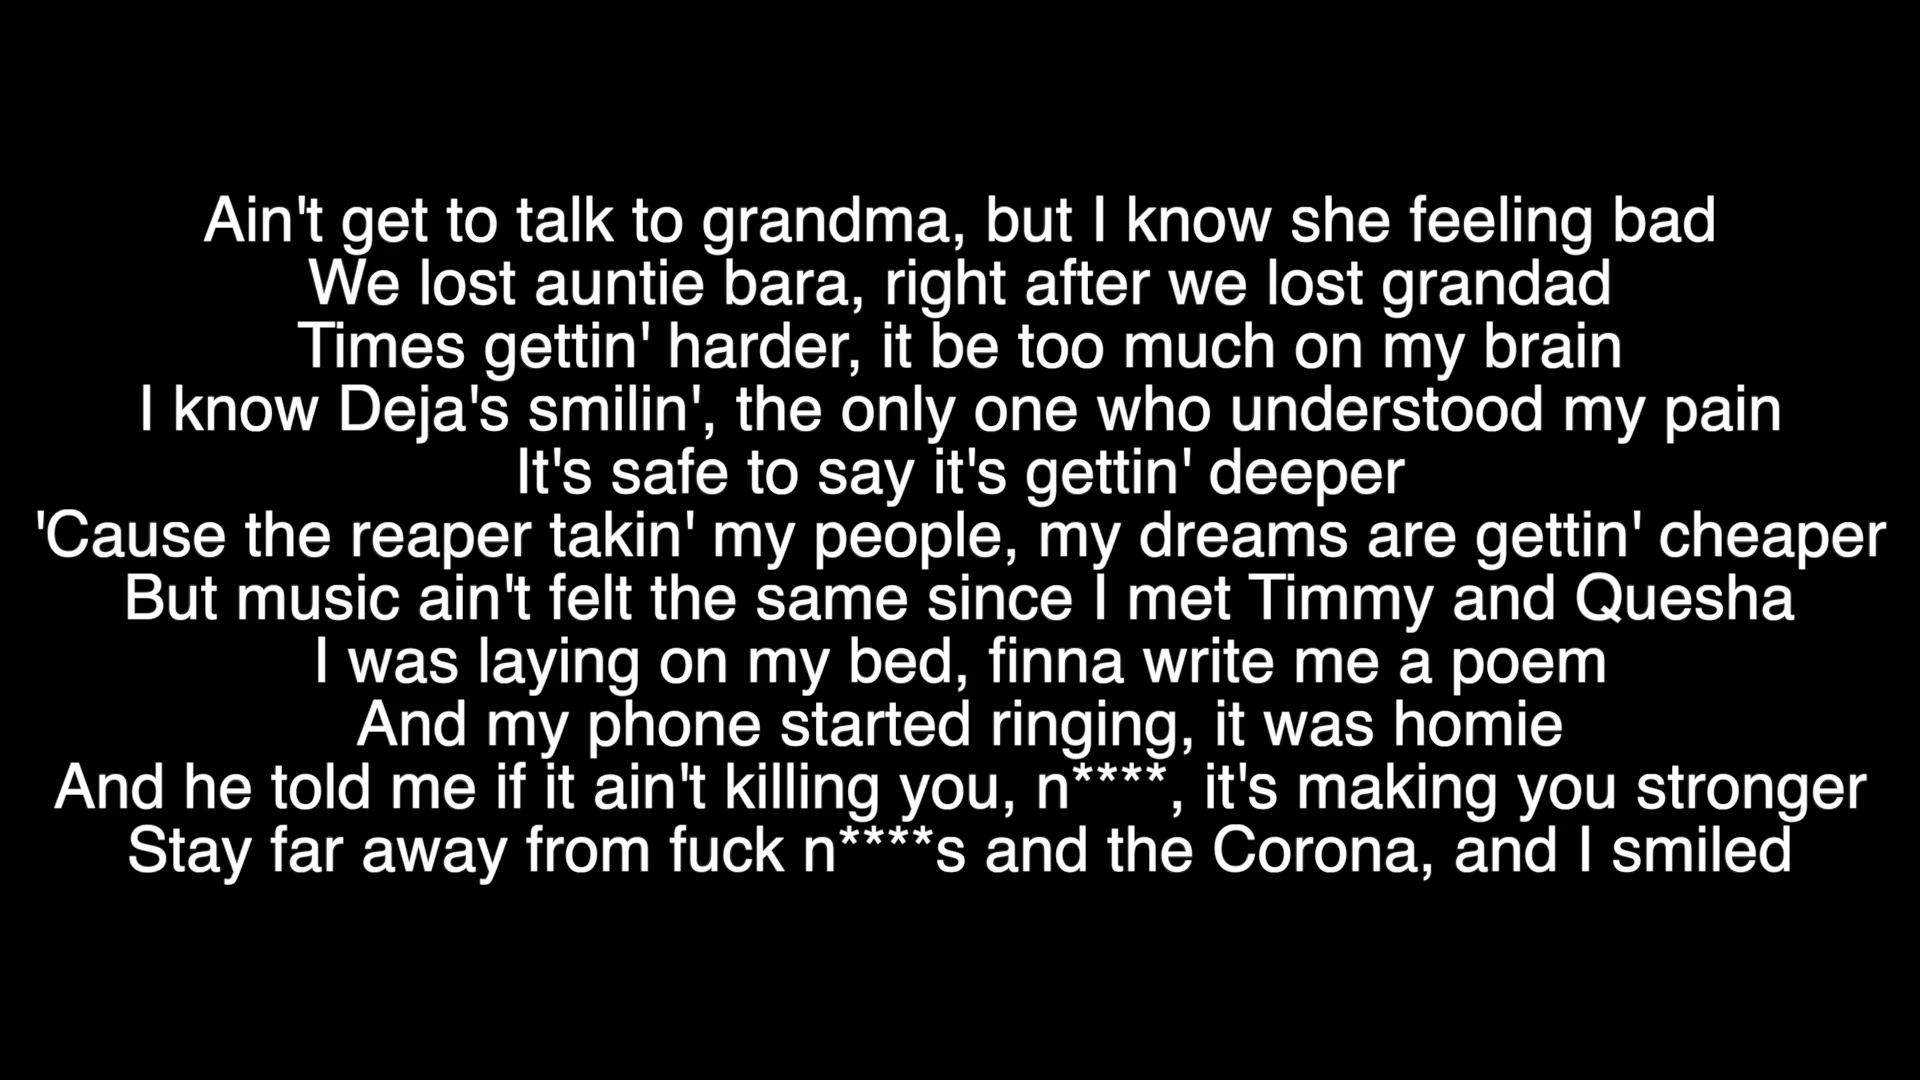 Ain't get to talk to grandma, but I know she feeling bad
We lost auntie bara, right after we lost grandad
Times gettin' harder, it be too much on my brain
I know Deja's smilin', the only one who understood my pain
It's safe to say it's gettin' deeper
'Cause the reaper takin' my people, my dreams are gettin' cheaper
But music ain't felt the same since I met Timmy and Quesha
I was laying on my bed, finna write me a poem
And my phone started ringing, it was homie
And he told me if it ain't killing you, n****, it's making you stronger
Stay far away from fuck n****s and the Corona, and I smiled